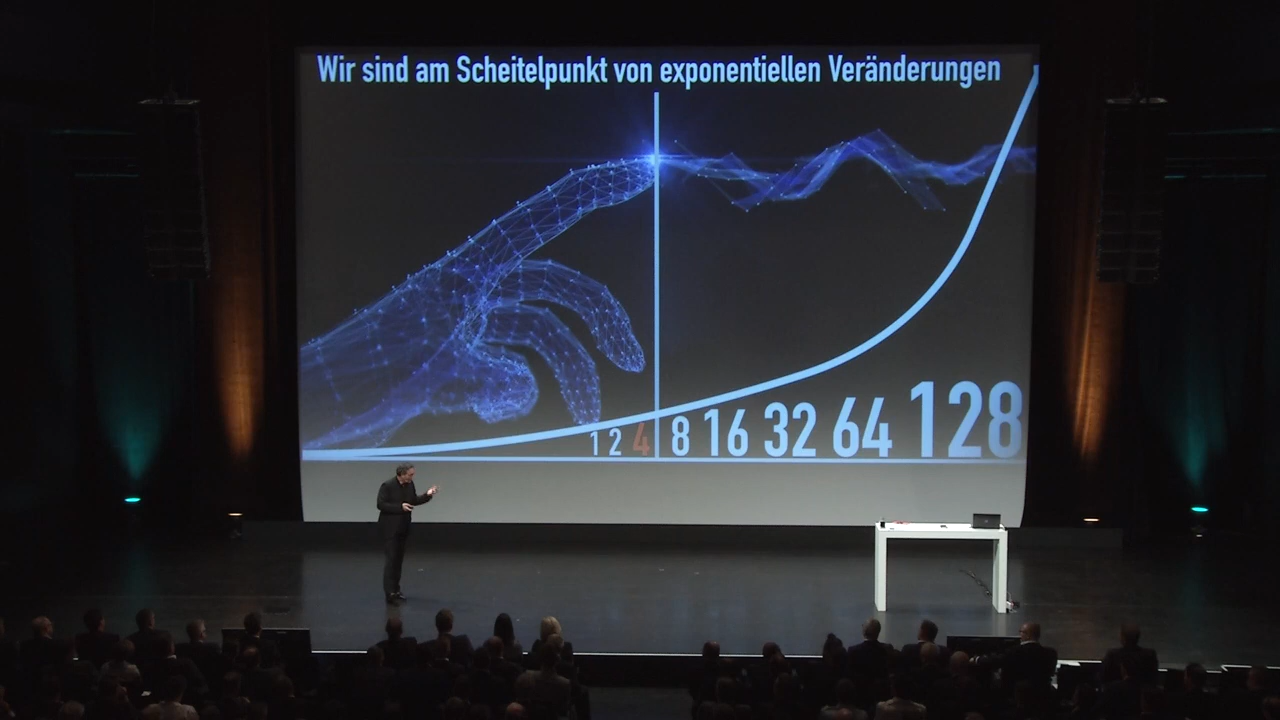 Wir sind am Scheitelpunkt von exponentiellen Veränderungen
1 2 4 8 16 32 64 128